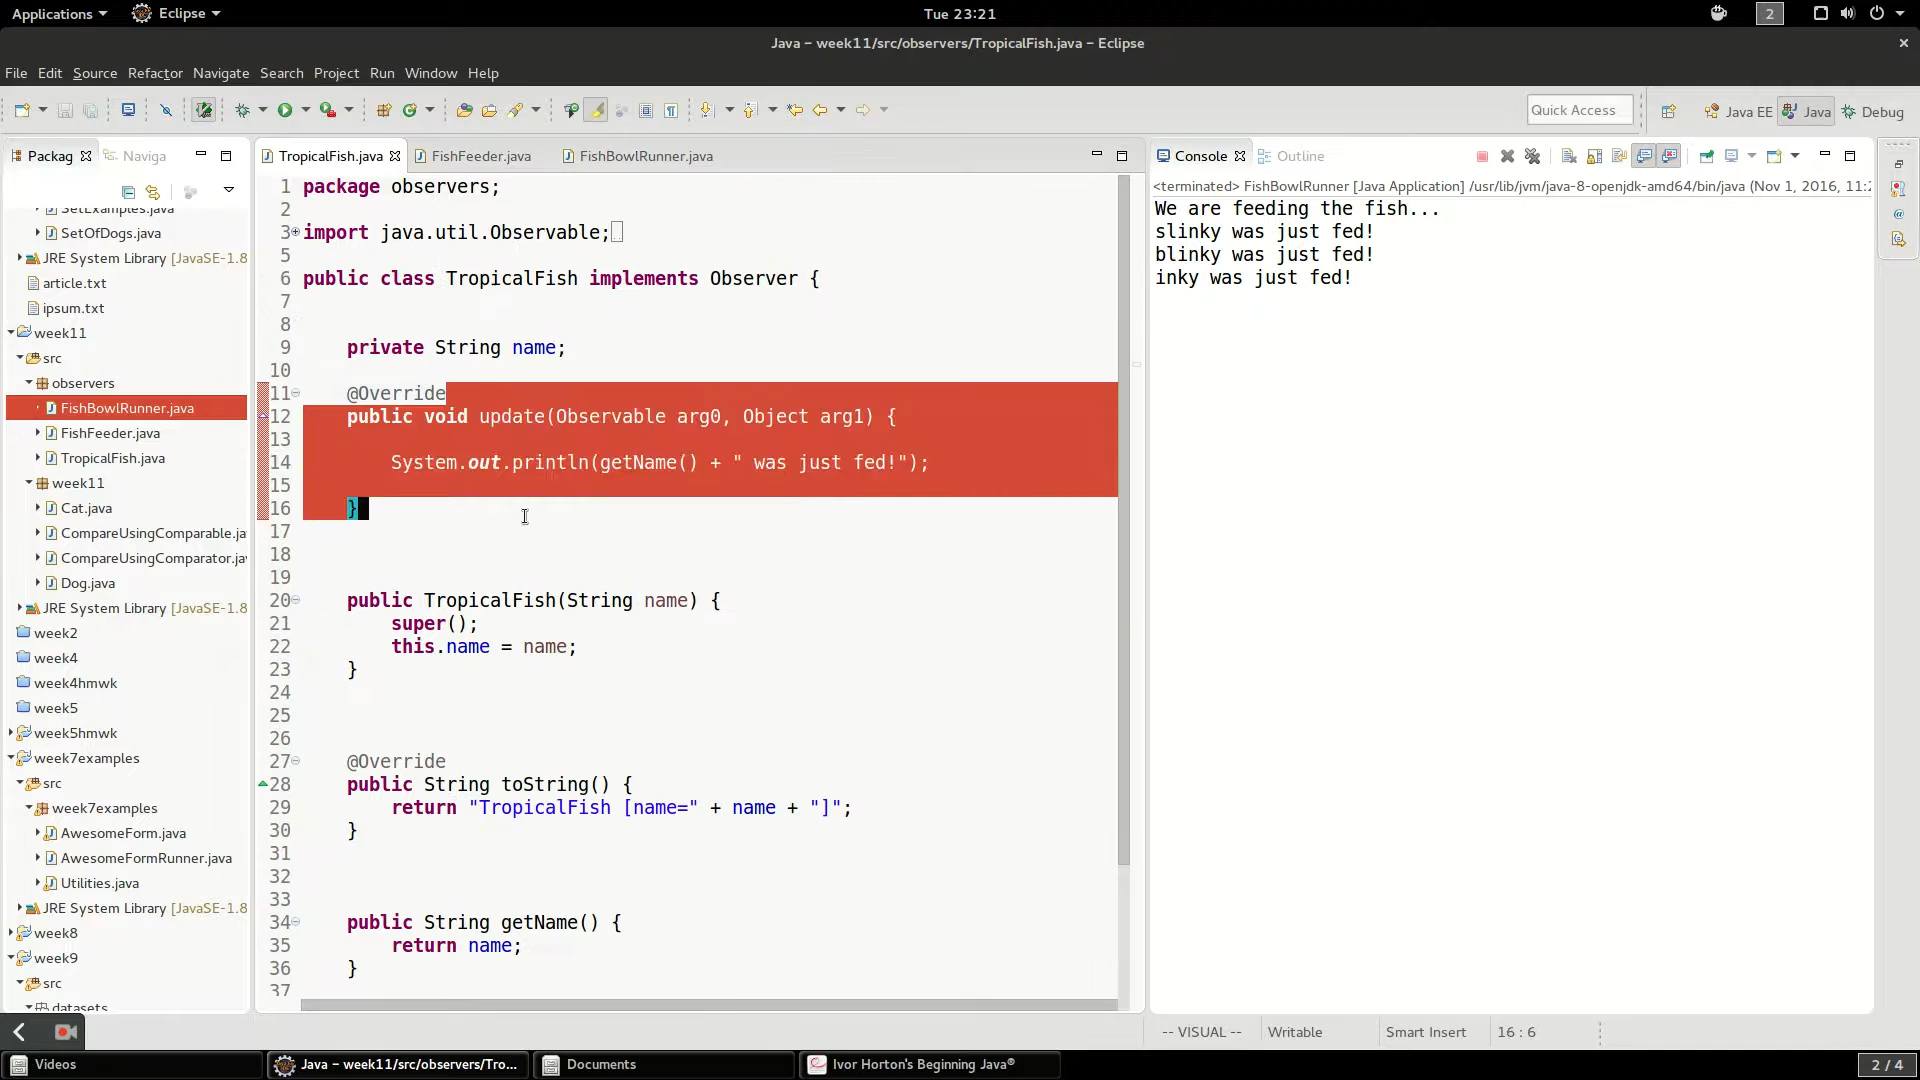 Applications Eclipse Tue 23:21 2
Java – week11/src/observers/TropicalFish.java – Eclipse
File Edit Source Refactor Navigate Search Project Run Window Help
Quick Access Java EE Java Debug
Packag Naviga
SetExamples.java
SetOfDogs.java
JRE System Library [JavaSE-1.8
article.txt
ipsum.txt
week11
src
observers
FishBowlRunner.java
FishFeeder.java
TropicalFish.java
week11
Cat.java
CompareUsingComparable.ja
CompareUsingComparator.ja
Dog.java
JRE System Library [JavaSE-1.8
week2
week4
week4hmwk
week5
week5hmwk
week7examples
src
week7examples
AwesomeForm.java
AwesomeFormRunner.java
Utilities.java
JRE System Library [JavaSE-1.8
week8
week9
src
datasets
TropicalFish.java FishFeeder.java FishBowlRunner.java
1 package observers;
2
3 import java.util.Observable;
5
6 public class TropicalFish implements Observer {
7
8
9 private String name;
10
11 @Override
12 public void update(Observable arg0, Object arg1) {
13
14 System.out.println(getName() + " was just fed!");
15
16 }
17
18
19
20 public TropicalFish(String name) {
21 super();
22 this.name = name;
23 }
24
25
26
27 @Override
28 public String toString() {
29 return "TropicalFish [name=" + name + "]";
30 }
31
32
33
34 public String getName() {
35 return name;
36 }
37
Console Outline
<terminated> FishBowlRunner [Java Application] /usr/lib/jvm/java-8-openjdk-amd64/bin/java (Nov 1, 2016, 11:2
We are feeding the fish...
slinky was just fed!
blinky was just fed!
inky was just fed!
-- VISUAL -- Writable Smart Insert 16 : 6
Videos Java – week11/src/observers/Tro... Documents Ivor Horton's Beginning Java® 2 / 4